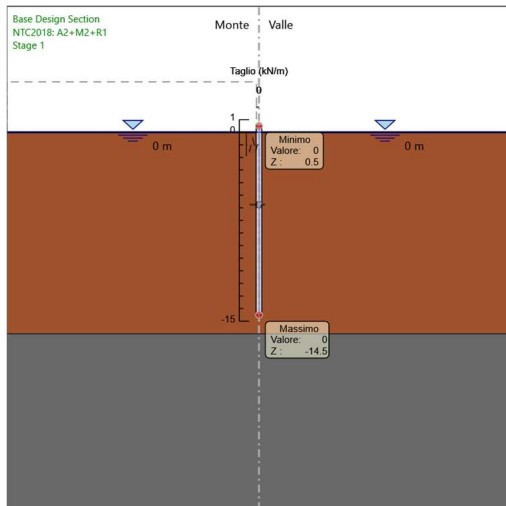 Base Design Section
NTC2018: A2+M2+R1
Stage 1
Monte Valle
Taglio (kN/m)
0
1
0
0 m
0 m
Minimo
Valore: 0
Z : 0.5
-15
Massimo
Valore: 0
Z : -14.5